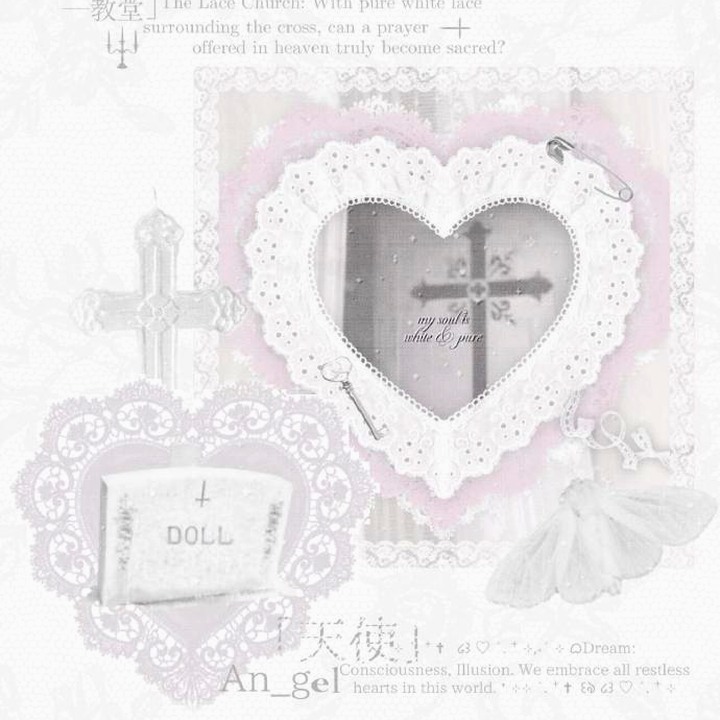 一教堂」The Lace Church: With pure white lace
surrounding the cross, can a prayer
offered in heaven truly become sacred?
my soul is
white & pure
DOLL
「天使」
Dream:
An_gel
Consciousness, Illusion. We embrace all restless
hearts in this world.